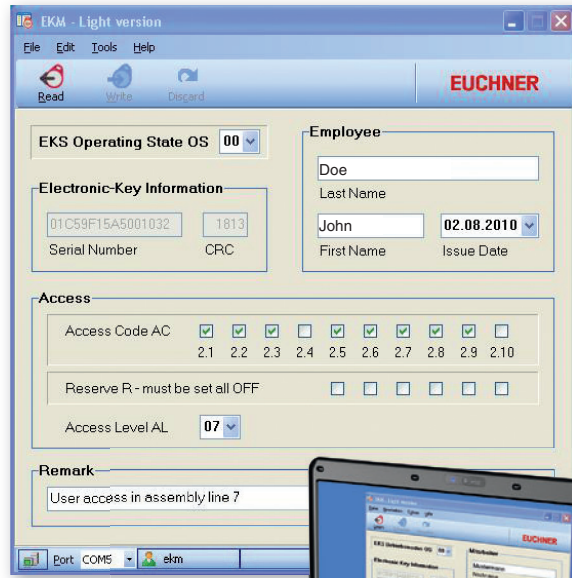 EKM - Light version
File Edit Tools Help
Read Write Discard
EUCHNER
EKS Operating State OS 00
Employee
Doe
Last Name
John 02.08.2010
First Name Issue Date
Electronic-Key Information
01C59F15A5001032 1813
Serial Number CRC
Access
Access Code AC
2.1 2.2 2.3 2.4 2.5 2.6 2.7 2.8 2.9 2.10
Reserve R - must be set all OFF
Access Level AL 07
Remark
User access in assembly line 7
Port COM5 ekm
EUCHNER
Mustermann